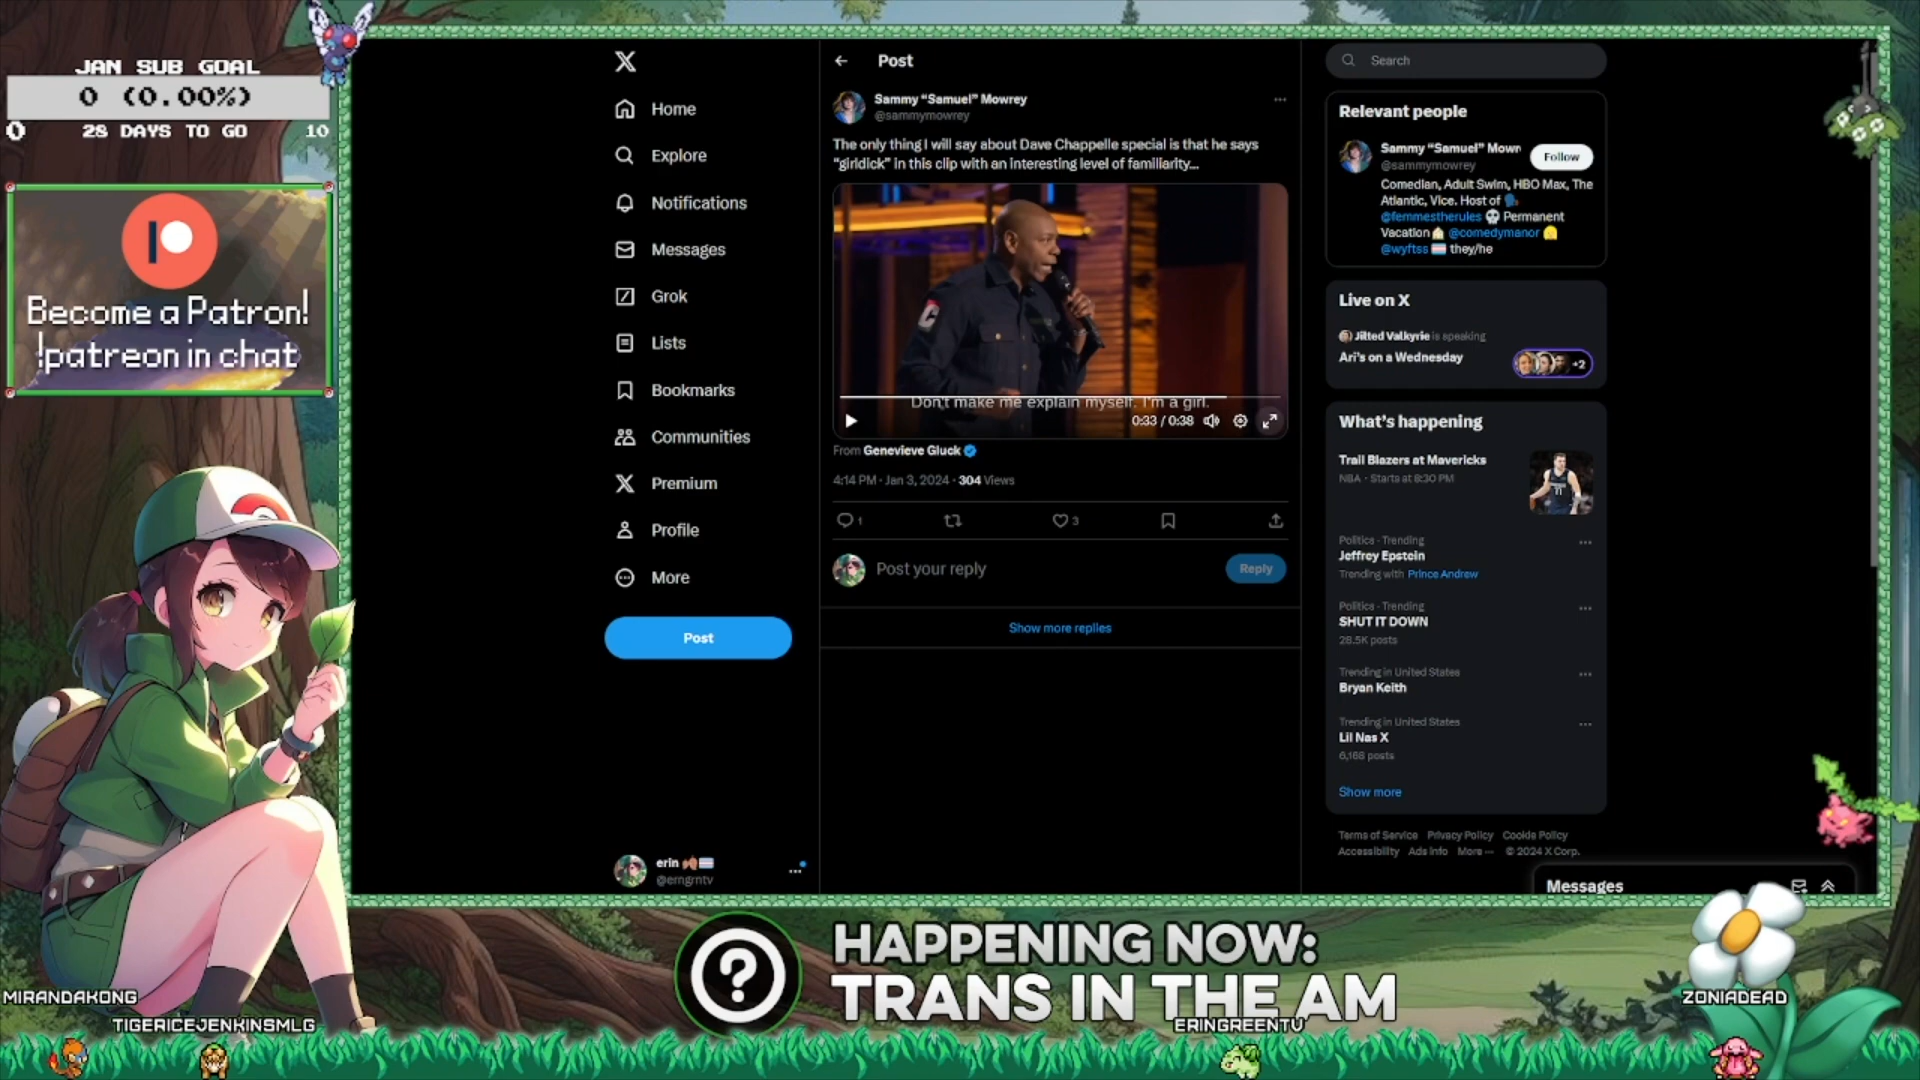 JAN SUB GOAL
0 (0.00%)
0 28 DAYS TO GO 10
Become a Patron!
!patreon in chat
Home
Explore
Notifications
Messages
Grok
Lists
Bookmarks
Communities
Premium
Profile
More
Post
erin
@erngrntv
Post
Sammy “Samuel” Mowrey
@sammymowrey
The only thing I will say about Dave Chappelle special is that he says
“girldick” in this clip with an interesting level of familiarity...
Don't make me explain myself. I'm a girl.
0:33 / 0:38
From Genevieve Gluck
4:14 PM · Jan 3, 2024 · 304 Views
1
3
Post your reply
Reply
Show more replies
Search
Relevant people
Sammy “Samuel” Mowr
Follow
@sammymowrey
Comedian, Adult Swim, HBO Max, The
Atlantic, Vice. Host of
@femmestherules Permanent
Vacation @comedymanor
@wyftss they/he
Live on X
Jilted Valkyrie is speaking
Ari's on a Wednesday
+2
What's happening
Trail Blazers at Mavericks
NBA · Starts at 8:30 PM
Politics · Trending
Jeffrey Epstein
Trending with Prince Andrew
Politics · Trending
SHUT IT DOWN
28.5K posts
Trending in United States
Bryan Keith
Trending in United States
Lil Nas X
6,168 posts
Show more
Terms of Service Privacy Policy Cookie Policy
Accessibility Ads info More ... © 2024 X Corp.
Messages
HAPPENING NOW:
TRANS IN THE AM
MIRANDAKONG
TIGERICEJENKINSMLG
ERINGREENTV
ZONIADEAD